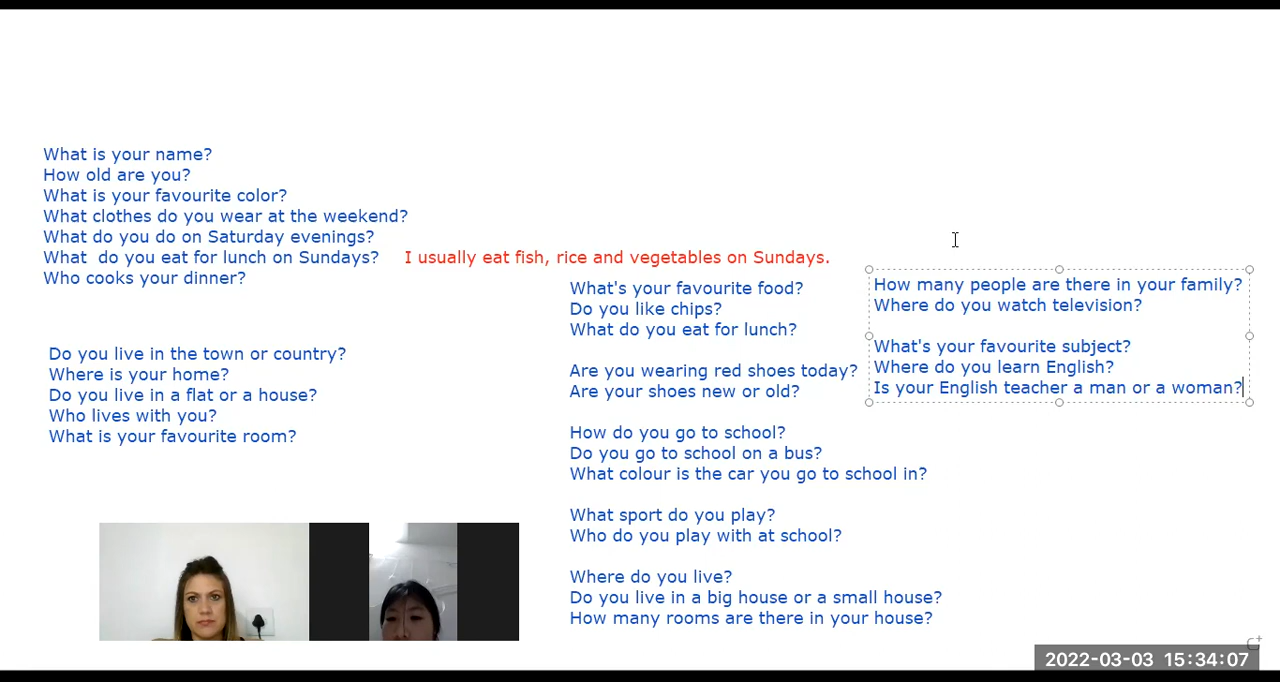 What is your name?
How old are you?
What is your favourite color?
What clothes do you wear at the weekend?
What do you do on Saturday evenings?
What  do you eat for lunch on Sundays?
Who cooks your dinner?
I usually eat fish, rice and vegetables on Sundays.
Do you live in the town or country?
Where is your home?
Do you live in a flat or a house?
Who lives with you?
What is your favourite room?
What's your favourite food?
Do you like chips?
What do you eat for lunch?
Are you wearing red shoes today?
Are your shoes new or old?
How do you go to school?
Do you go to school on a bus?
What colour is the car you go to school in?
What sport do you play?
Who do you play with at school?
Where do you live?
Do you live in a big house or a small house?
How many rooms are there in your house?
How many people are there in your family?
Where do you watch television?
What's your favourite subject?
Where do you learn English?
Is your English teacher a man or a woman?
2022-03-03 15:34:07